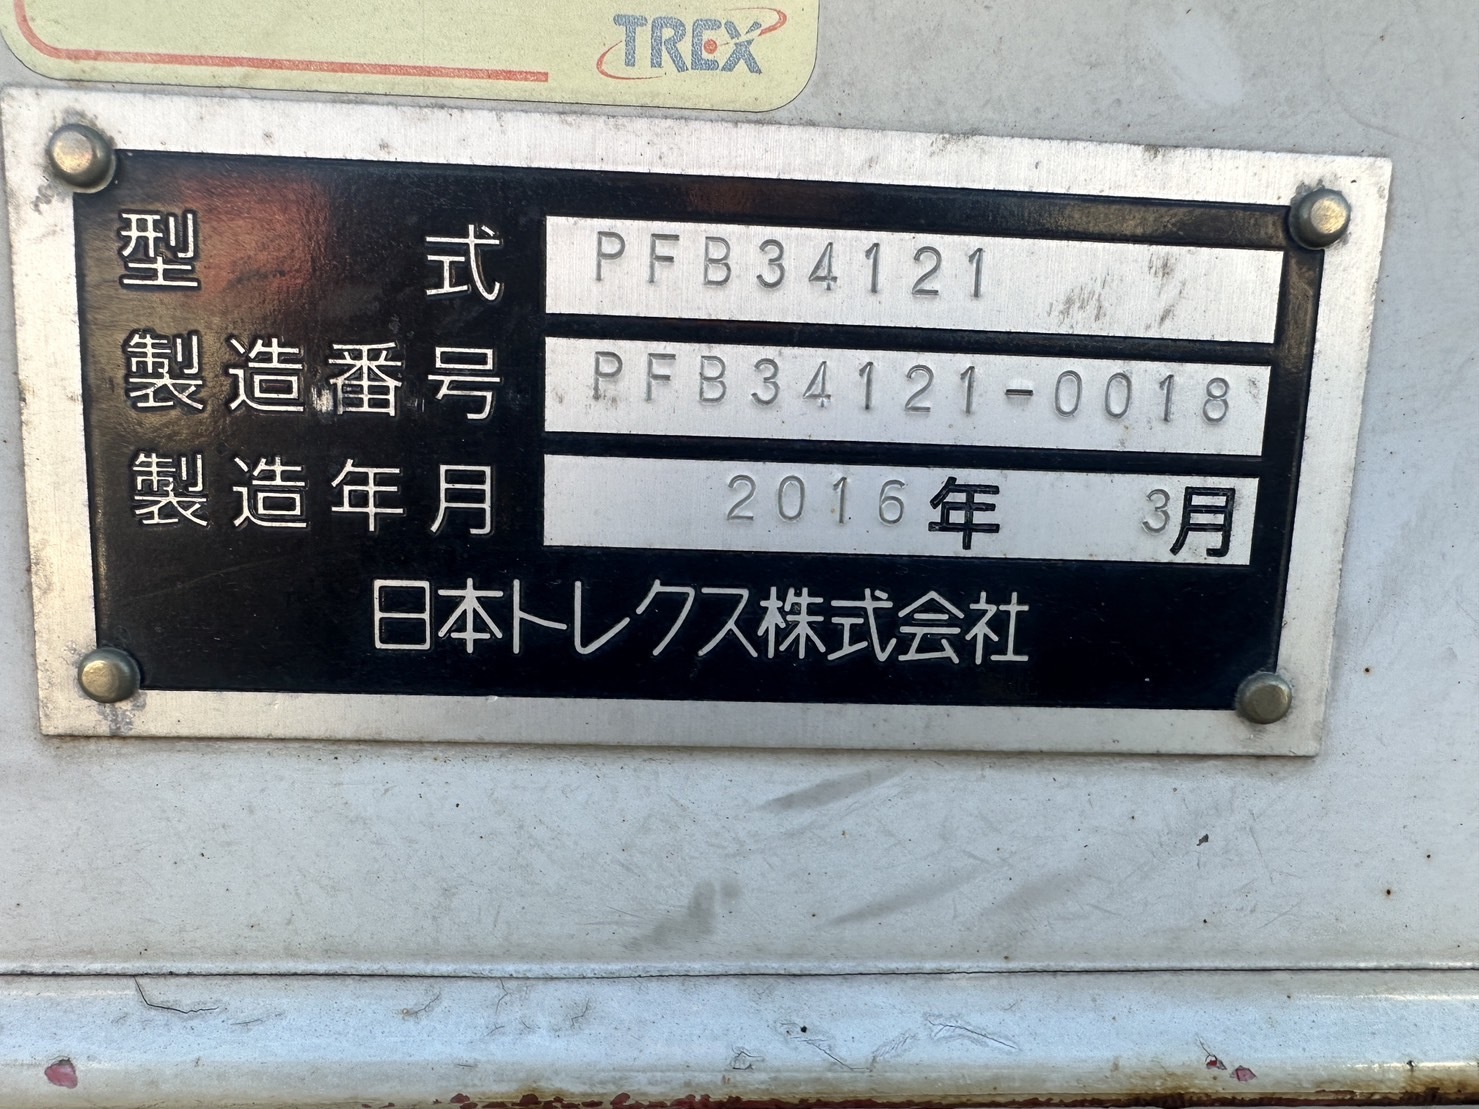 TREX
型式 PFB34121
製造番号 PFB34121-0018
製造年月 2016年 3月
日本トレクス株式会社